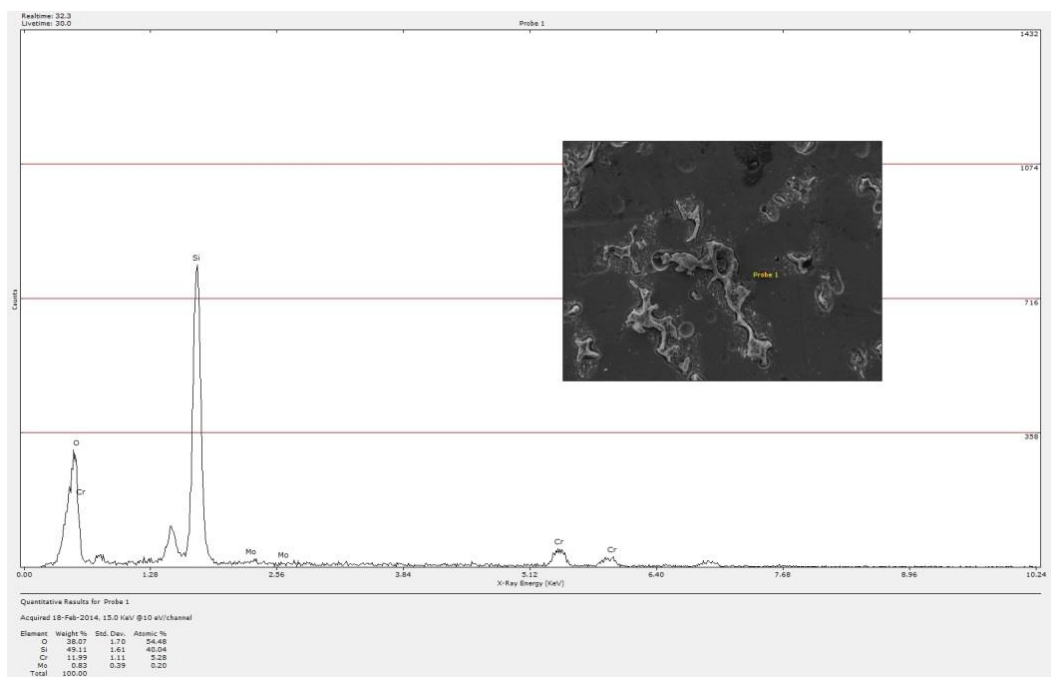 Realtime: 32.3
Livetime: 30.0
Probe 1
1432
1074
Probe 1
Si
716
Counts
358
O
Cr
Mo
Mo
Cr
Cr
0.00 1.28 2.56 3.84 5.12 6.40 7.68 8.96 10.24
X-Ray Energy (KeV)
Quantitative Results for Probe 1
Acquired 18-Feb-2014, 15.0 KeV @10 eV/channel
Element Weight % Std. Dev. Atomic %
O 38.07 1.70 54.48
Si 49.11 1.61 40.04
Cr 11.99 1.11 5.28
Mo 0.83 0.39 0.20
Total 100.00